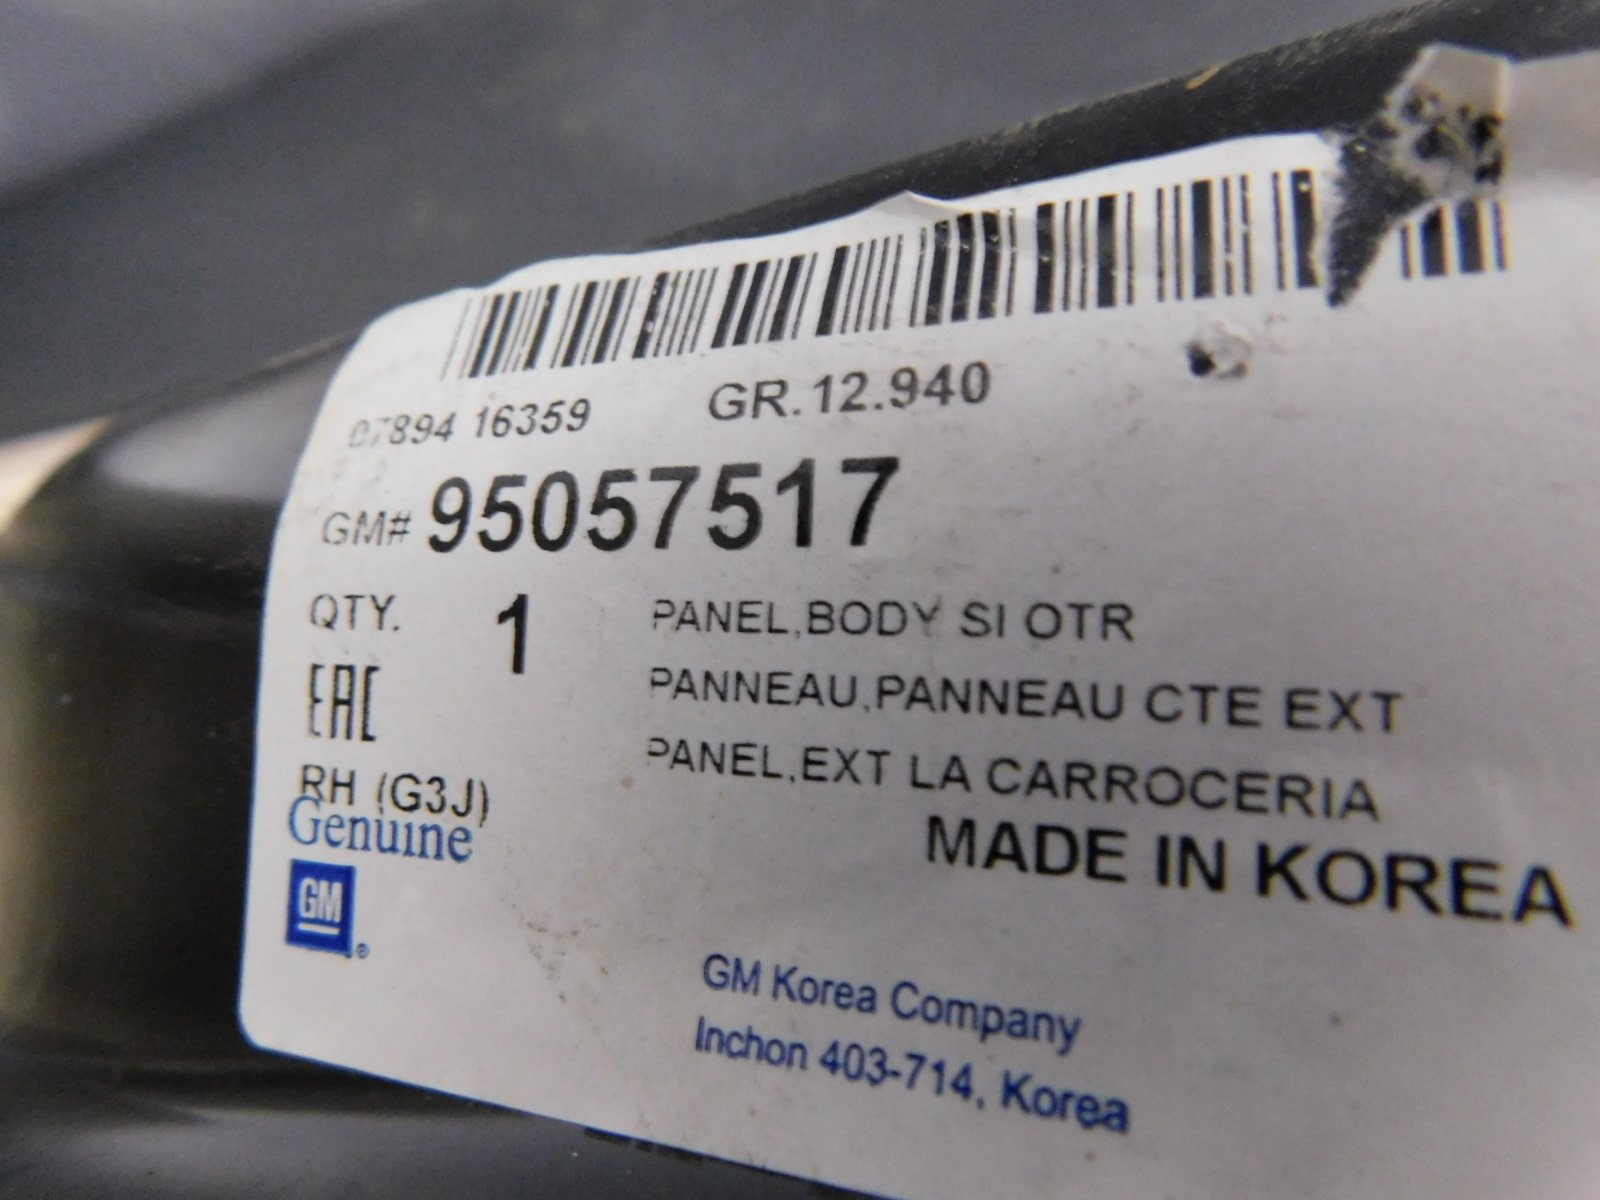 07894 16359 GR.12.940
GM# 95057517
QTY. 1 PANEL,BODY SI OTR
EAC PANNEAU,PANNEAU CTE EXT
RH (G3J) PANEL,EXT LA CARROCERIA
Genuine MADE IN KOREA
GM ®
GM Korea Company
Inchon 403-714, Korea